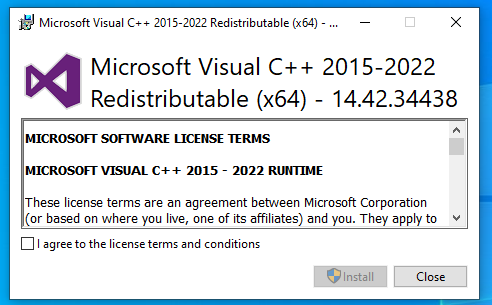 Microsoft Visual C++ 2015-2022 Redistributable (x64) - ...
Microsoft Visual C++ 2015-2022
Redistributable (x64) - 14.42.34438
MICROSOFT SOFTWARE LICENSE TERMS
MICROSOFT VISUAL C++ 2015 - 2022 RUNTIME
These license terms are an agreement between Microsoft Corporation
(or based on where you live, one of its affiliates) and you. They apply to
I agree to the license terms and conditions
Install
Close